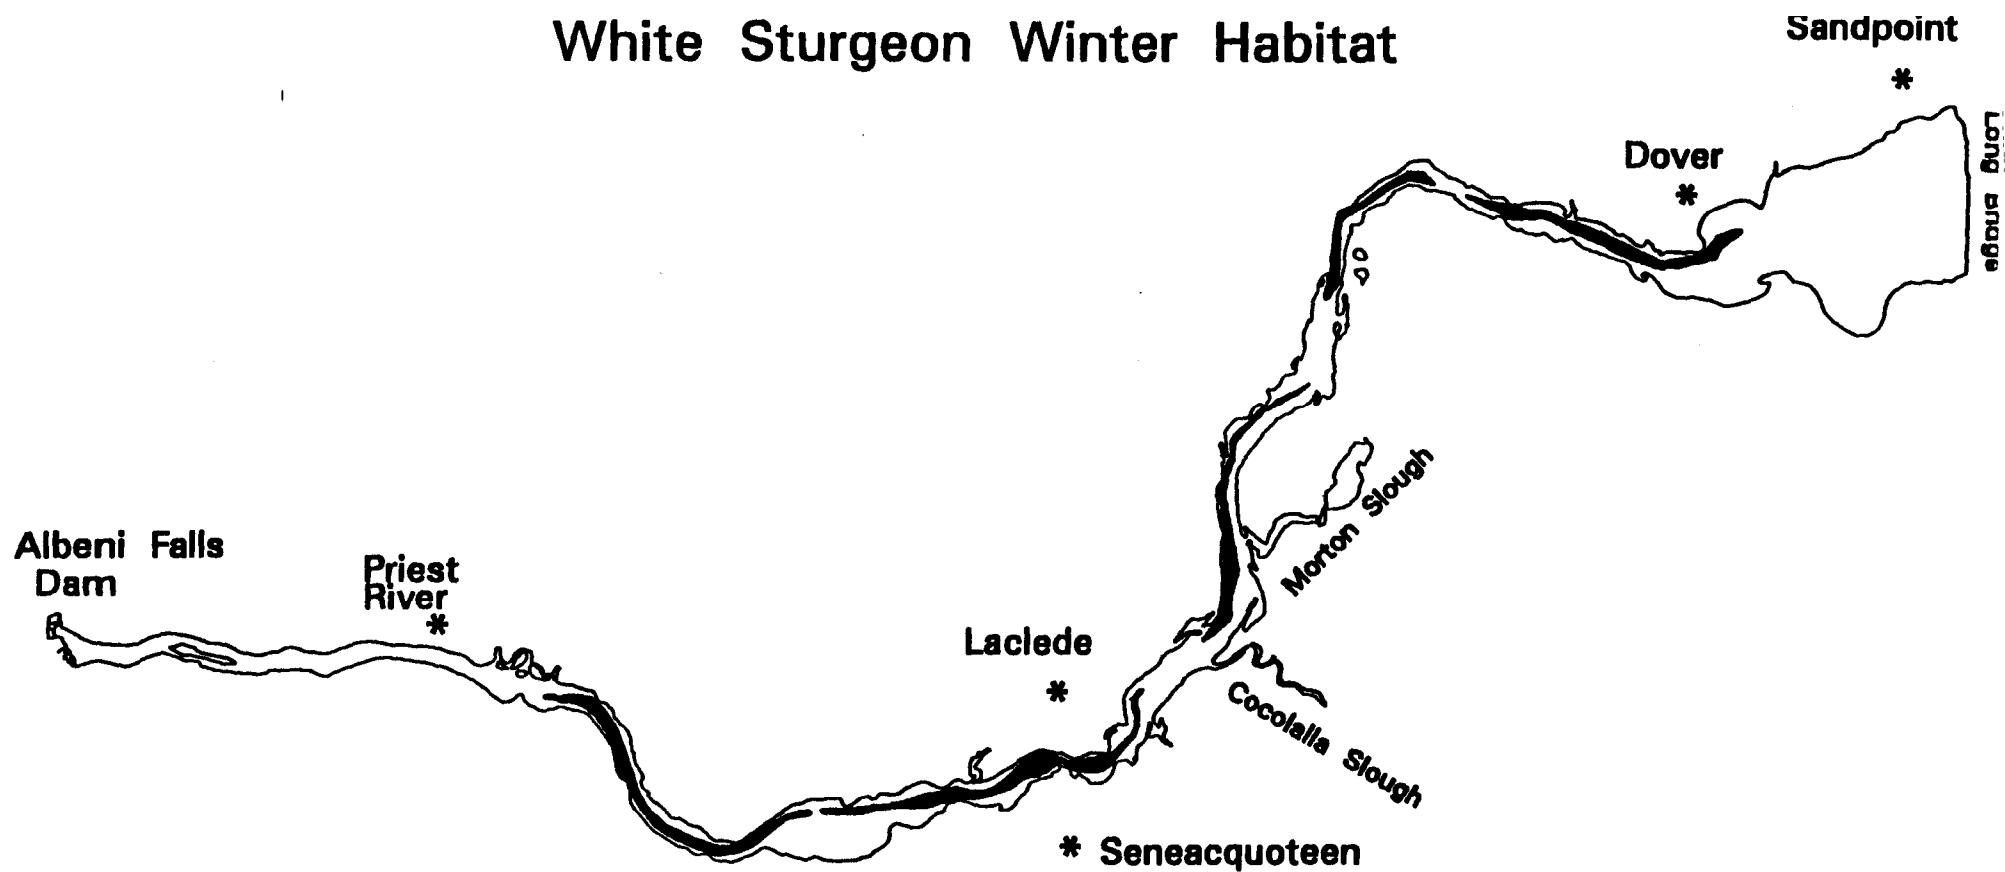 White Sturgeon Winter Habitat
Sandpoint
Long Bridge
Dover
Morton Slough
Albeni Falls
Dam
Priest
River
Laclede
Cocolalla Slough
Seneacquoteen